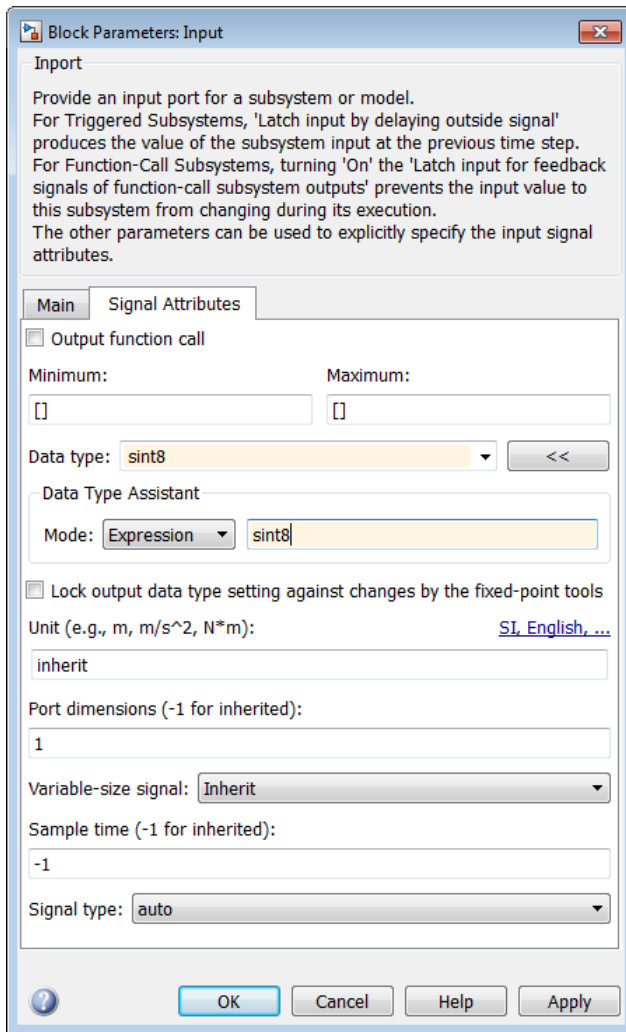 Block Parameters: Input
Inport
Provide an input port for a subsystem or model.
For Triggered Subsystems, 'Latch input by delaying outside signal'
produces the value of the subsystem input at the previous time step.
For Function-Call Subsystems, turning 'On' the 'Latch input for feedback
signals of function-call subsystem outputs' prevents the input value to
this subsystem from changing during its execution.
The other parameters can be used to explicitly specify the input signal
attributes.
Main Signal Attributes
Output function call
Minimum: Maximum:
[] []
Data type: sint8 <<
Data Type Assistant
Mode: Expression sint8
Lock output data type setting against changes by the fixed-point tools
Unit (e.g., m, m/s^2, N*m): SI, English, ...
inherit
Port dimensions (-1 for inherited):
1
Variable-size signal: Inherit
Sample time (-1 for inherited):
-1
Signal type: auto
? OK Cancel Help Apply